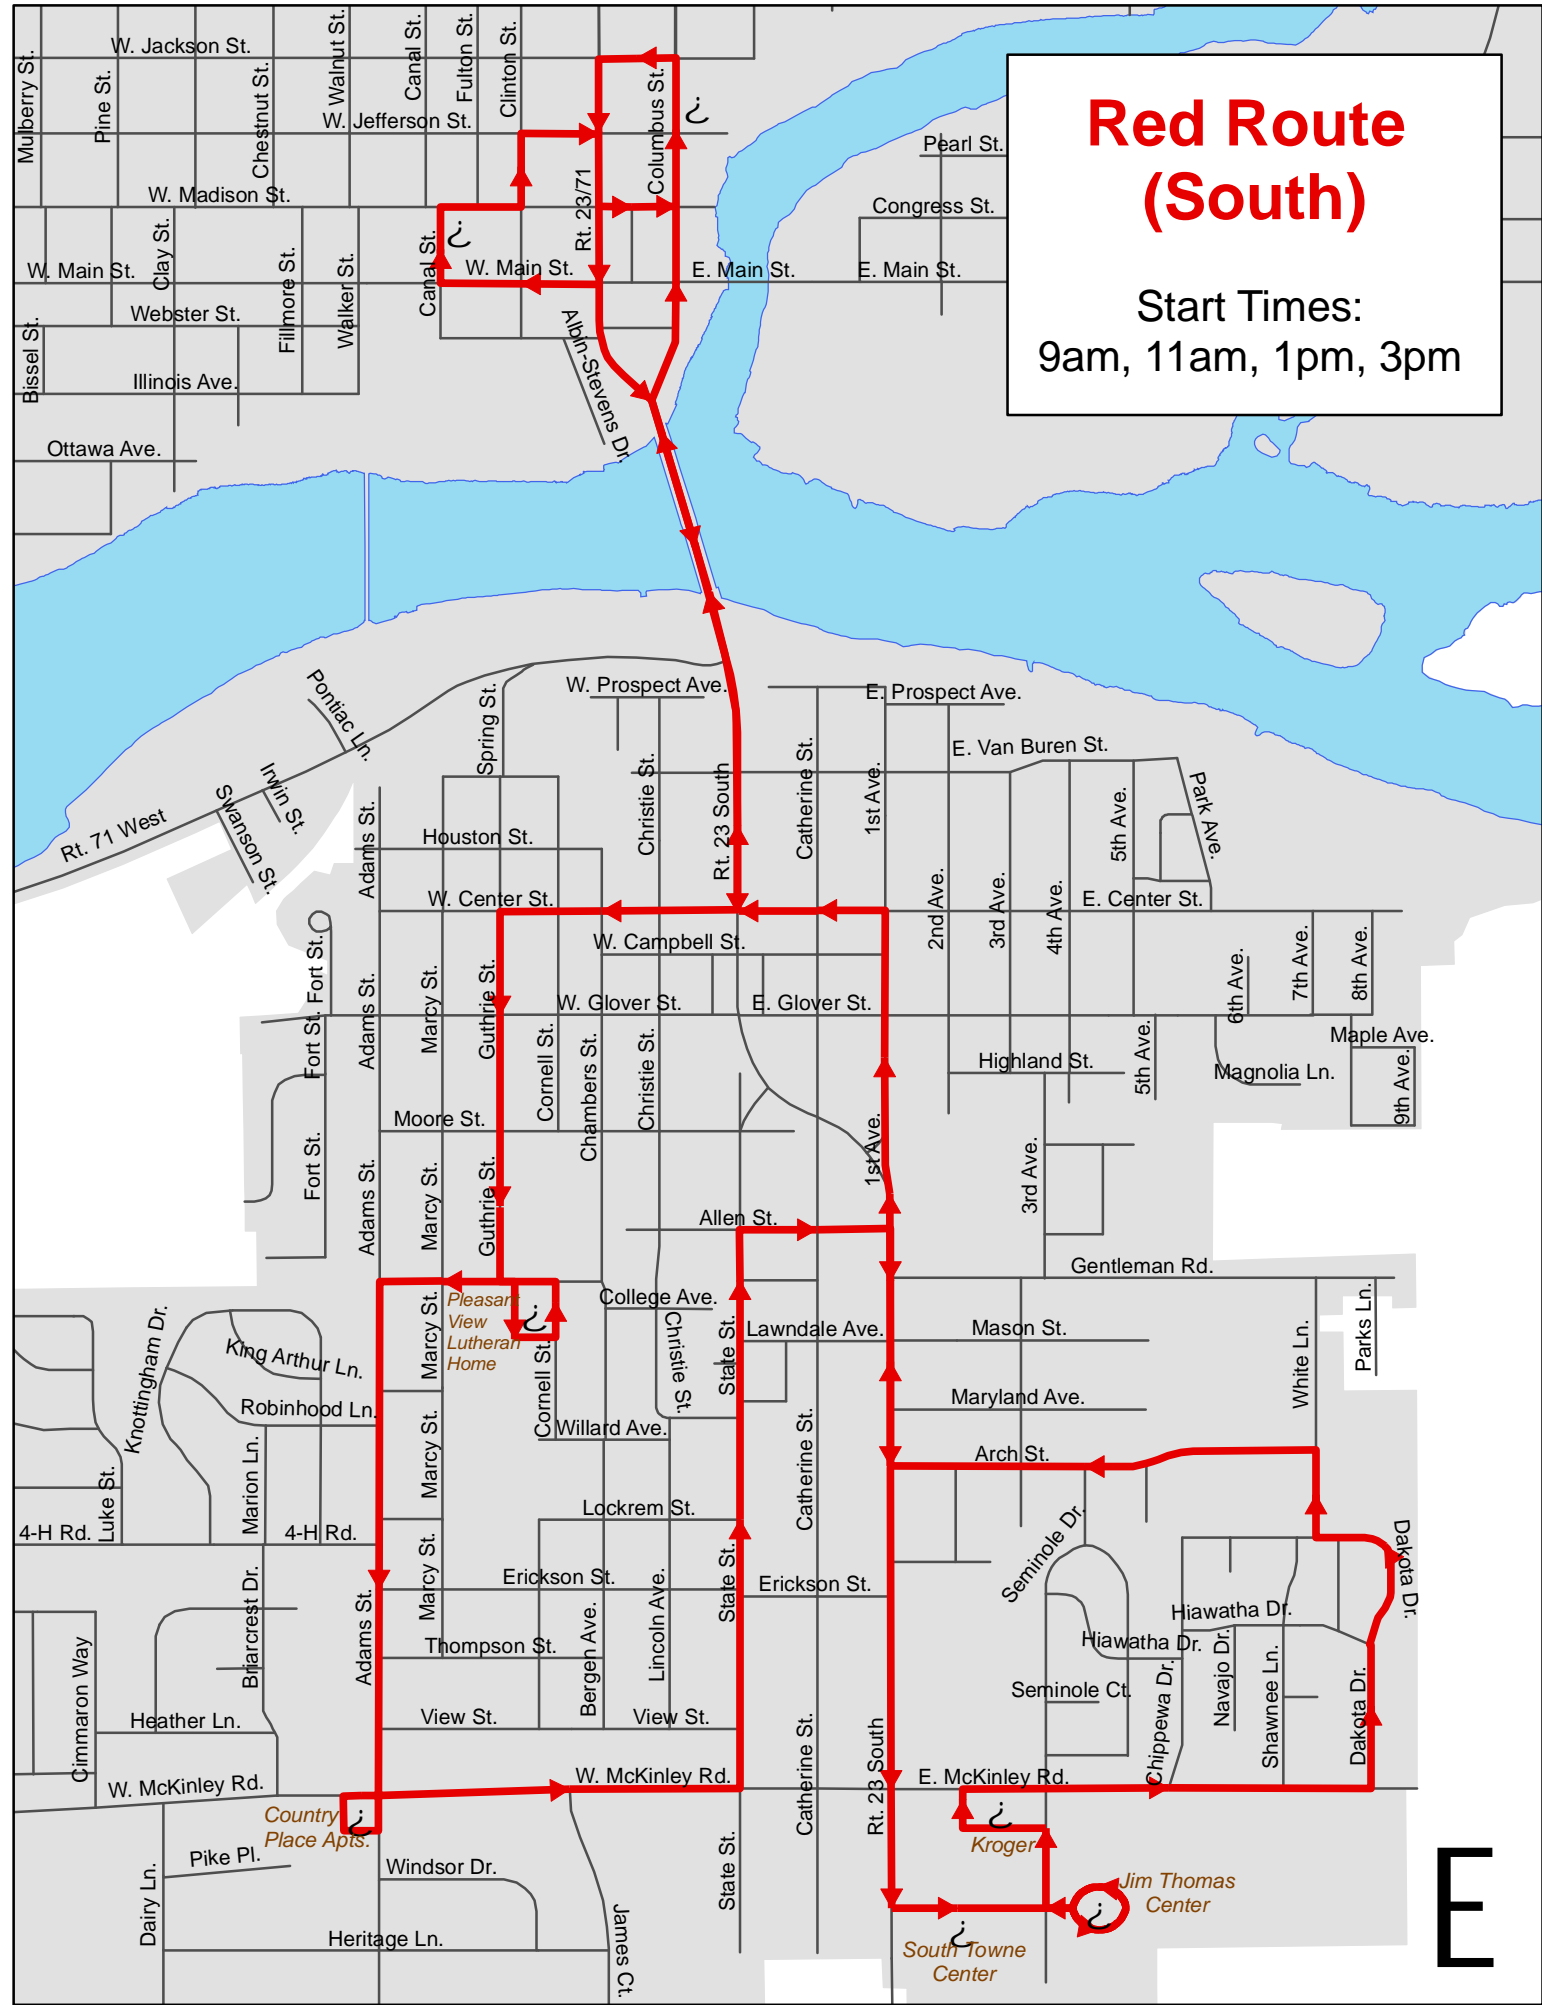 Red Route
(South)
Start Times:
9am, 11am, 1pm, 3pm
W. Jackson St.
Mulberry St.
Pine St.
Chestnut St.
Walnut St.
Canal St.
Fulton St.
Clinton St.
Columbus St.
¿
W. Jefferson St.
Pearl St.
W. Madison St.
Rt. 23/71
Congress St.
Clay St.
¿
W. Main St.
Fillmore St.
Walker St.
Canal St.
W. Main St.
E. Main St.
E. Main St.
Webster St.
Bissel St.
Illinois Ave.
Albin-Stevens Dr.
Ottawa Ave.
Pontiac Ln.
Spring St.
W. Prospect Ave.
E. Prospect Ave.
E. Van Buren St.
Irwin St.
Swanson St.
Rt. 71 West
Adams St.
Houston St.
Christie St.
Rt. 23 South
Catherine St.
1st Ave.
5th Ave.
Park Ave.
W. Center St.
E. Center St.
2nd Ave.
3rd Ave.
4th Ave.
W. Campbell St.
Fort St.
Adams St.
Marcy St.
Guthrie St.
W. Glover St.
E. Glover St.
6th Ave.
7th Ave.
8th Ave.
Fort St.
Cornell St.
Chambers St.
Christie St.
Highland St.
5th Ave.
Magnolia Ln.
Maple Ave.
9th Ave.
Moore St.
Fort St.
Adams St.
Marcy St.
Guthrie St.
1st Ave.
3rd Ave.
Allen St.
Gentleman Rd.
Pleasant
View
Lutheran
Home
¿
College Ave.
Christie St.
Marcy St.
Cornell St.
State St.
Lawndale Ave.
Mason St.
White Ln.
Parks Ln.
Knottingham Dr.
King Arthur Ln.
Robinhood Ln.
Maryland Ave.
Willard Ave.
Marion Ln.
Marcy St.
Catherine St.
Arch St.
Luke St.
4-H Rd.
4-H Rd.
Lockrem St.
Seminole Dr.
Dakota Dr.
Marcy St.
Erickson St.
State St.
Erickson St.
Briarcrest Dr.
Adams St.
Thompson St.
Bergen Ave.
Lincoln Ave.
Hiawatha Dr.
Hiawatha Dr.
Cimmaron Way
Seminole Ct.
Chippewa Dr.
Navajo Dr.
Shawnee Ln.
Dakota Dr.
Heather Ln.
View St.
View St.
Catherine St.
Rt. 23 South
W. McKinley Rd.
W. McKinley Rd.
E. McKinley Rd.
Country
Place Apts.
¿
¿
Kroger
Pike Pl.
Windsor Dr.
State St.
Dairy Ln.
Jim Thomas
Center
¿
Heritage Ln.
James Ct.
¿
South Towne
Center
E